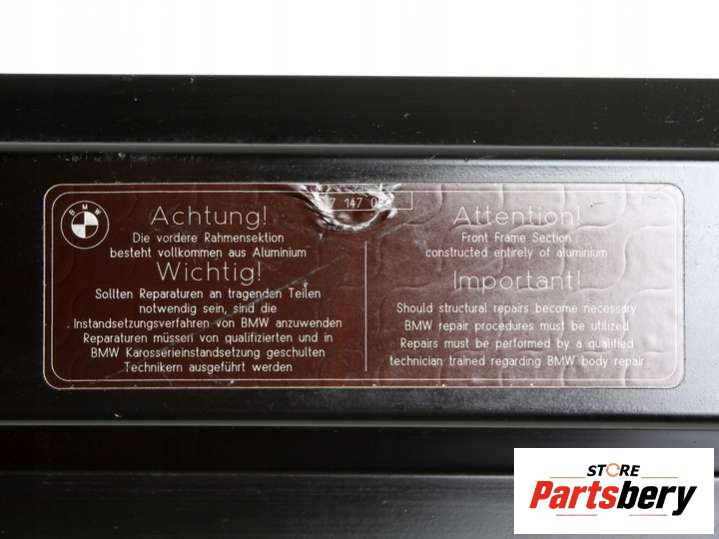 BMW
7 147 0
Achtung!
Die vordere Rahmensektion
besteht vollkommen aus Aluminium
Wichtig!
Sollten Reparaturen an tragenden Teilen
notwendig sein, sind die
Instandsetzungsverfahren von BMW anzuwenden
Reparaturen müssen von qualifizierten und in
BMW Karosserieinstandsetzung geschulten
Technikern ausgeführt werden
Attention!
Front Frame Section
constructed entirely of aluminium
Important!
Should structural repairs become necessary
BMW repair procedures must be utilized
Repairs must be performed by a qualified
technician trained regarding BMW body repair
STORE
Partsbery